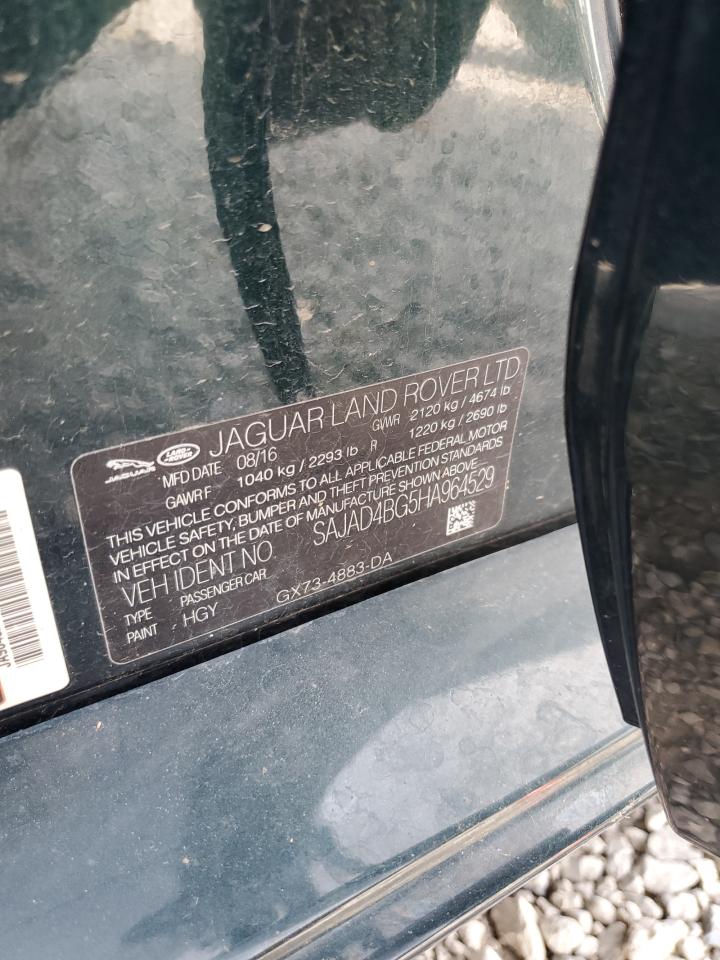 JAGUAR LAND ROVER JAGUAR LAND ROVER LTD
MFD DATE 08/16 GVWR 2120 kg / 4674 lb
GAWR F 1040 kg / 2293 lb R 1220 kg / 2690 lb
THIS VEHICLE CONFORMS TO ALL APPLICABLE FEDERAL MOTOR
VEHICLE SAFETY, BUMPER AND THEFT PREVENTION STANDARDS
IN EFFECT ON THE DATE OF MANUFACTURE SHOWN ABOVE.
VEH IDENT NO. SAJAD4BG5HA964529
TYPE PASSENGER CAR
PAINT HGY GX73-4883-DA